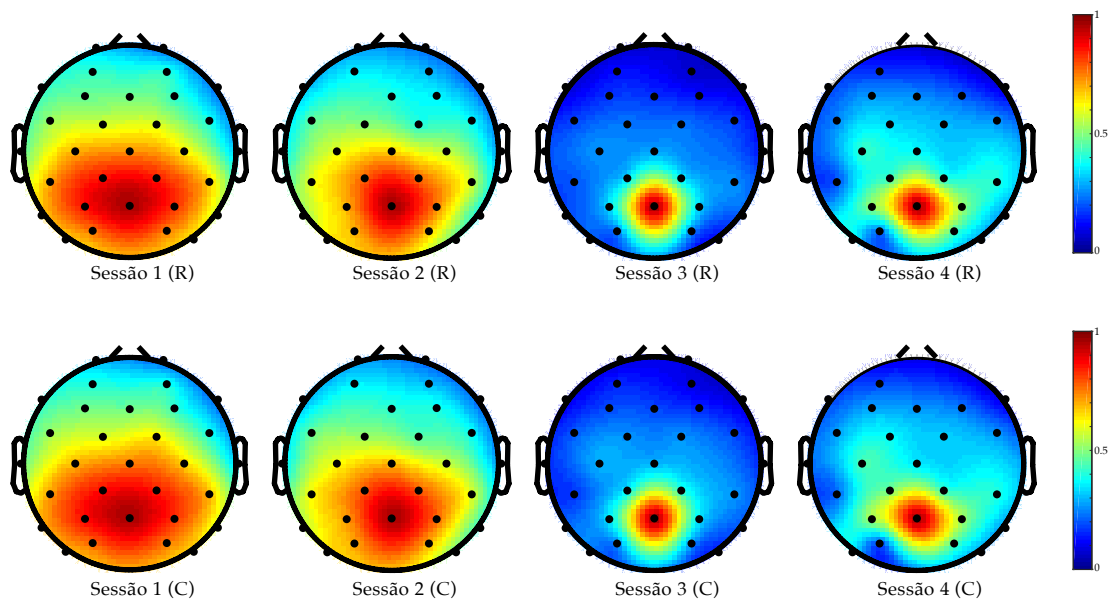 1
0.5
0
Sessão 1 (R)
Sessão 2 (R)
Sessão 3 (R)
Sessão 4 (R)
1
0.5
0
Sessão 1 (C)
Sessão 2 (C)
Sessão 3 (C)
Sessão 4 (C)